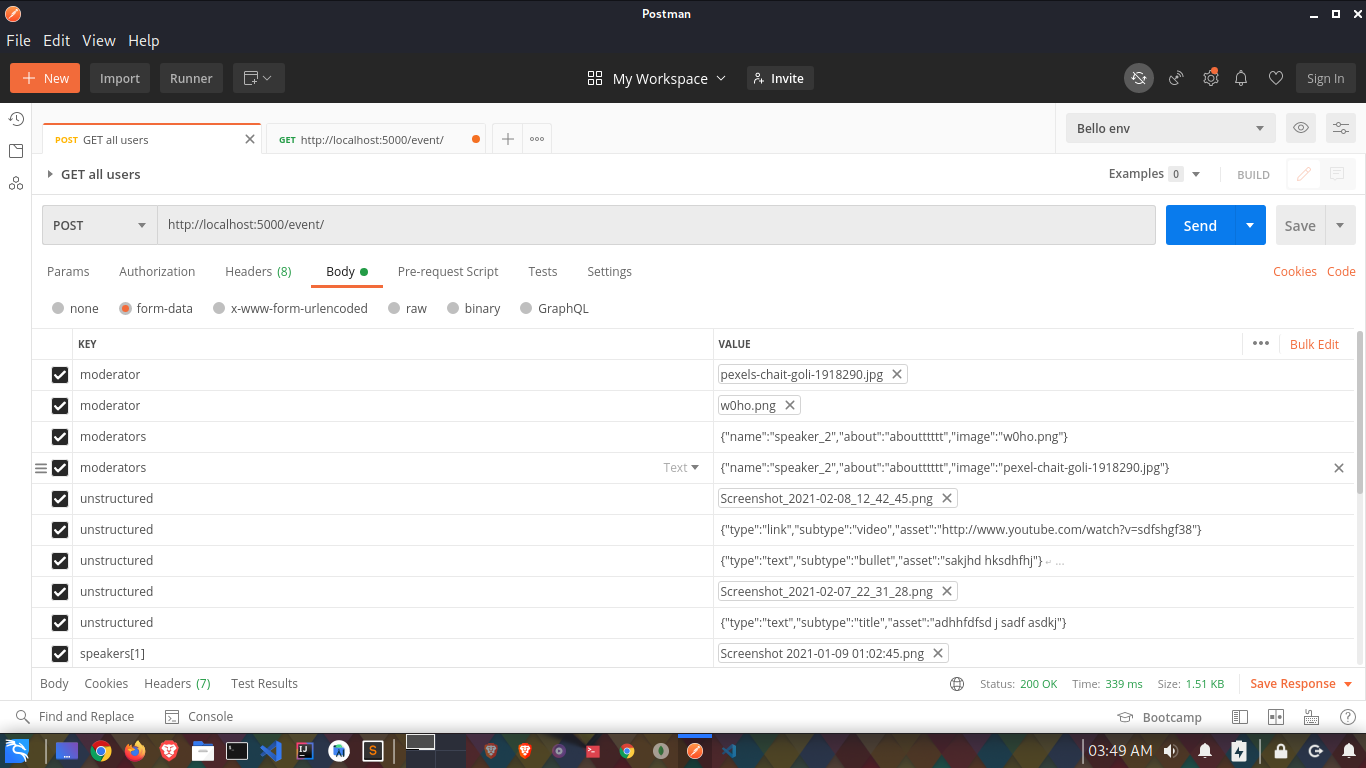 Postman
File Edit View Help
New Import Runner My Workspace Invite Sign In
POST GET all users GET http://localhost:5000/event/ Bello env
GET all users Examples 0 BUILD
POST http://localhost:5000/event/ Send Save
Params Authorization Headers (8) Body Pre-request Script Tests Settings Cookies Code
none form-data x-www-form-urlencoded raw binary GraphQL
KEY VALUE ••• Bulk Edit
moderator pexels-chait-goli-1918290.jpg
moderator w0ho.png
moderators {"name":"speaker_2","about":"aboutttttt","image":"w0ho.png"}
moderators Text {"name":"speaker_2","about":"aboutttttt","image":"pexel-chait-goli-1918290.jpg"}
unstructured Screenshot_2021-02-08_12_42_45.png
unstructured {"type":"link","subtype":"video","asset":"http://www.youtube.com/watch?v=sdfshgf38"}
unstructured {"type":"text","subtype":"bullet","asset":"sakjhd hksdhfhj"} ↵ ...
unstructured Screenshot_2021-02-07_22_31_28.png
unstructured {"type":"text","subtype":"title","asset":"adhhfdfsd j sadf asdkj"}
speakers[1] Screenshot 2021-01-09 01:02:45.png
Body Cookies Headers (7) Test Results Status: 200 OK Time: 339 ms Size: 1.51 KB Save Response
Find and Replace Console Bootcamp
03:49 AM